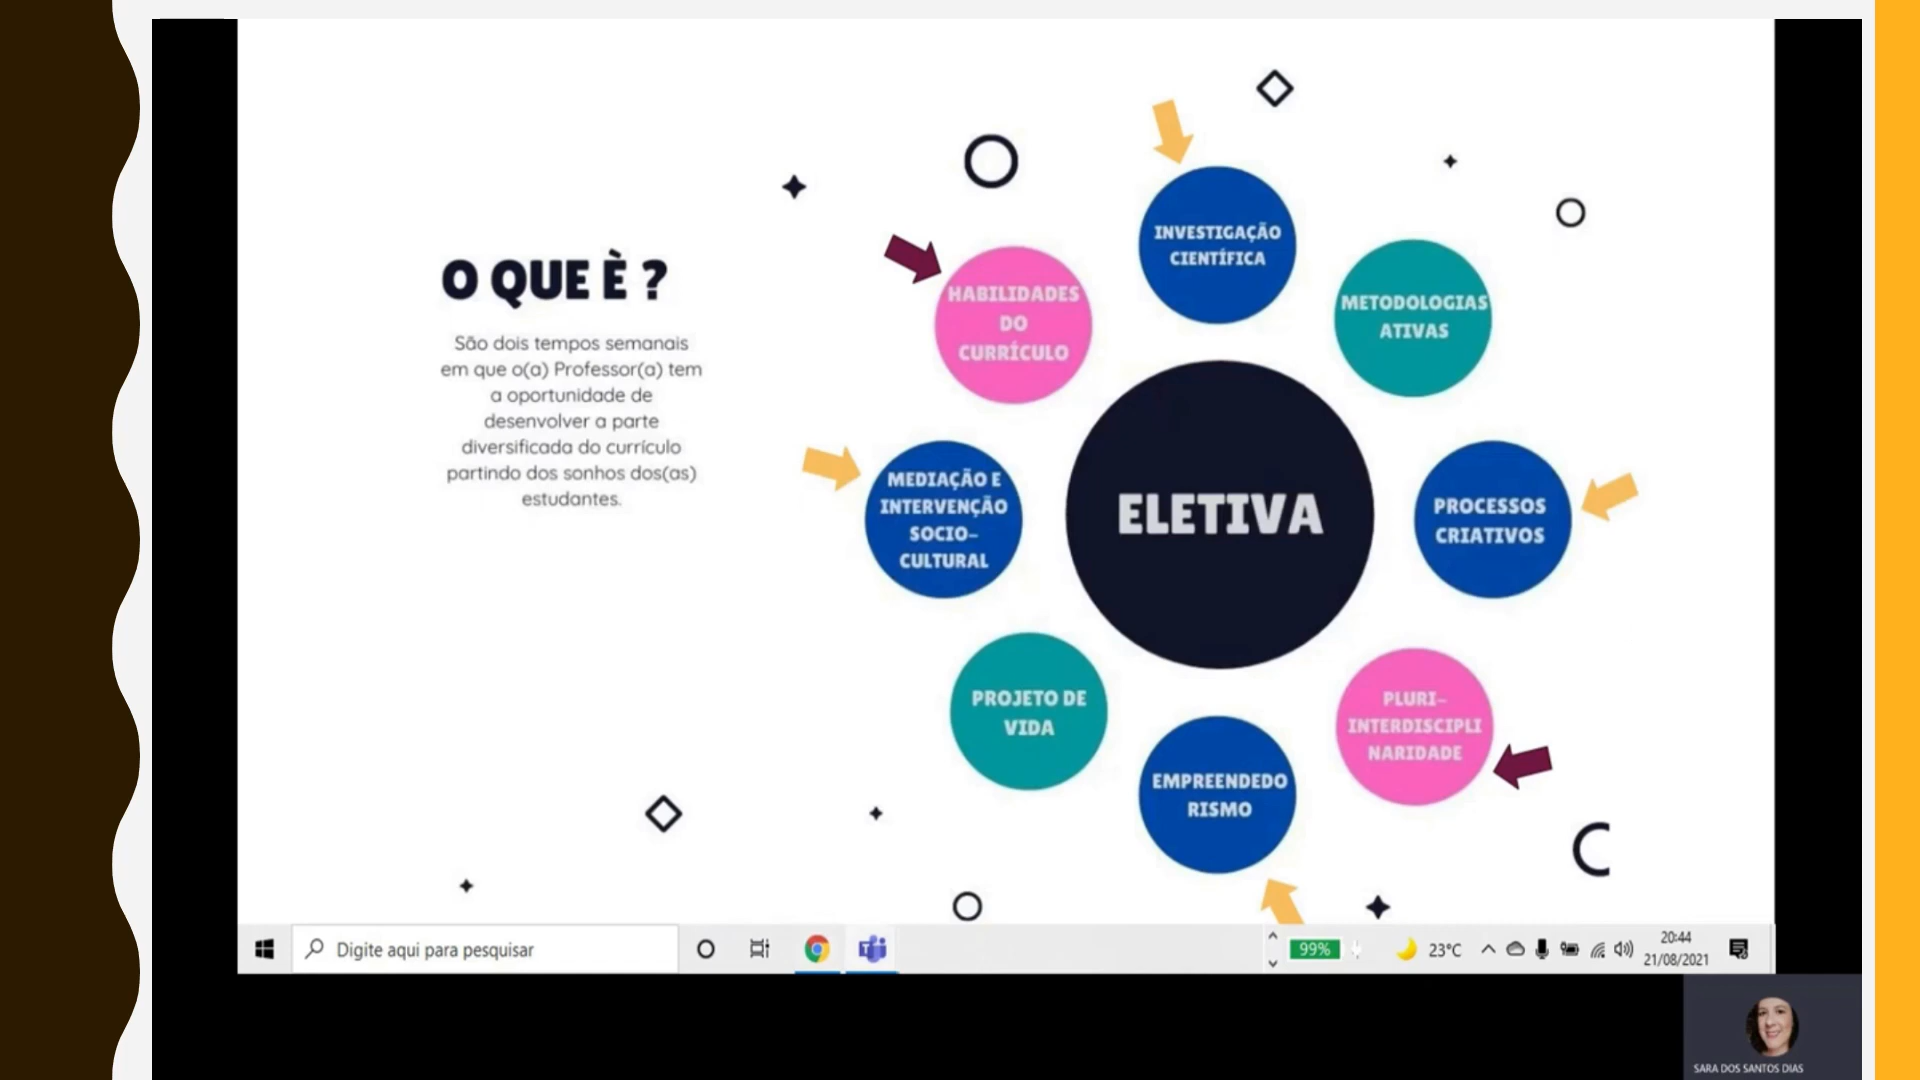 O QUE È ?
São dois tempos semanais
em que o(a) Professor(a) tem
a oportunidade de
desenvolver a parte
diversificada do currículo
partindo dos sonhos dos(as)
estudantes.
INVESTIGAÇÃO
CIENTÍFICA
HABILIDADES
DO
CURRÍCULO
METODOLOGIAS
ATIVAS
MEDIAÇÃO E
INTERVENÇÃO
SOCIO-
CULTURAL
ELETIVA
PROCESSOS
CRIATIVOS
PROJETO DE
VIDA
PLURI-
INTERDISCIPLI
NARIDADE
EMPREENDEDO
RISMO
Digite aqui para pesquisar
99%
23°C
20:44
21/08/2021
SARA DOS SANTOS DIAS